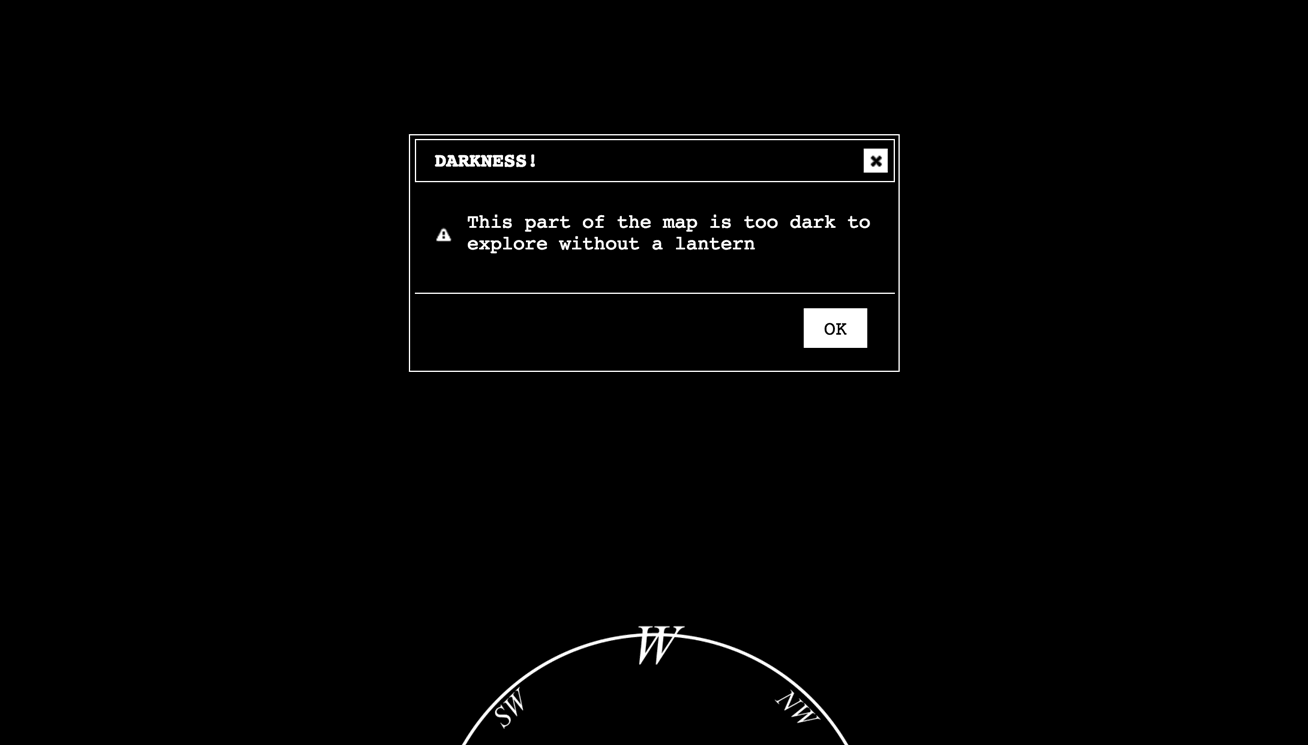 DARKNESS!
This part of the map is too dark to
explore without a lantern
OK
W
SW
NW